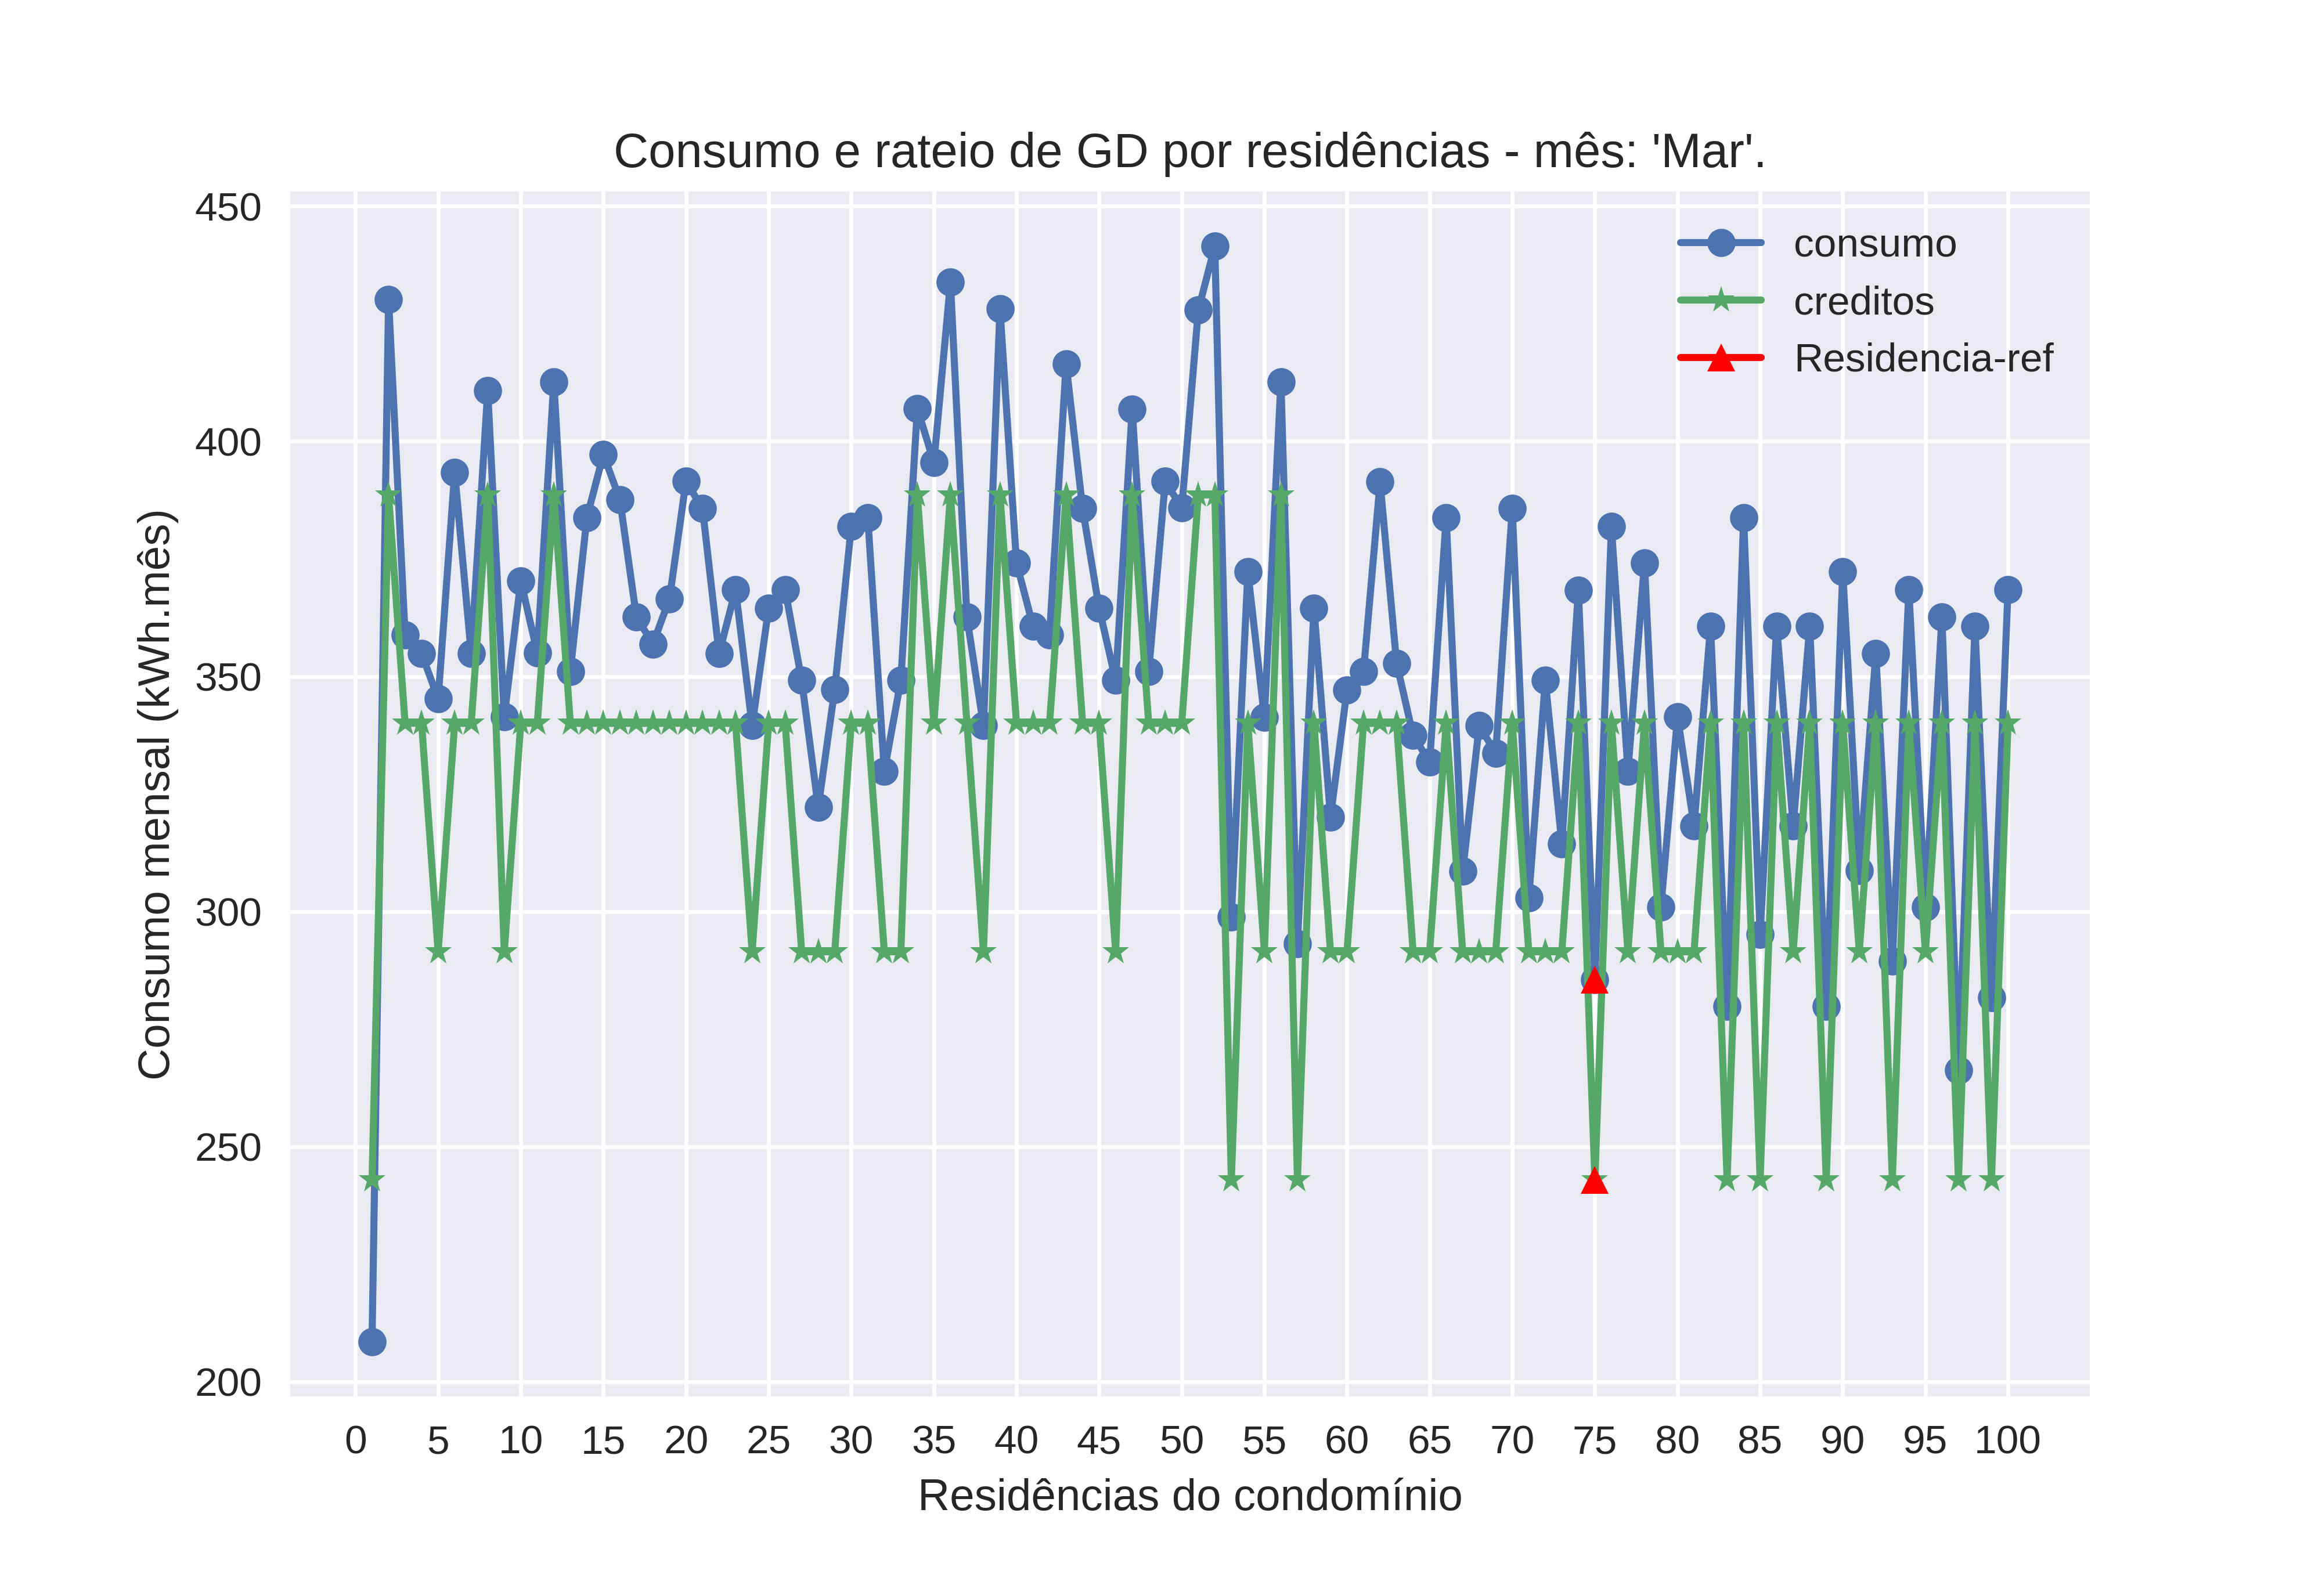 Consumo e rateio de GD por residências - mês: 'Mar'.
450
400
350
300
250
200
Consumo mensal (kWh.mês)
consumo
creditos
Residencia-ref
0 5 10 15 20 25 30 35 40 45 50 55 60 65 70 75 80 85 90 95 100
Residências do condomínio